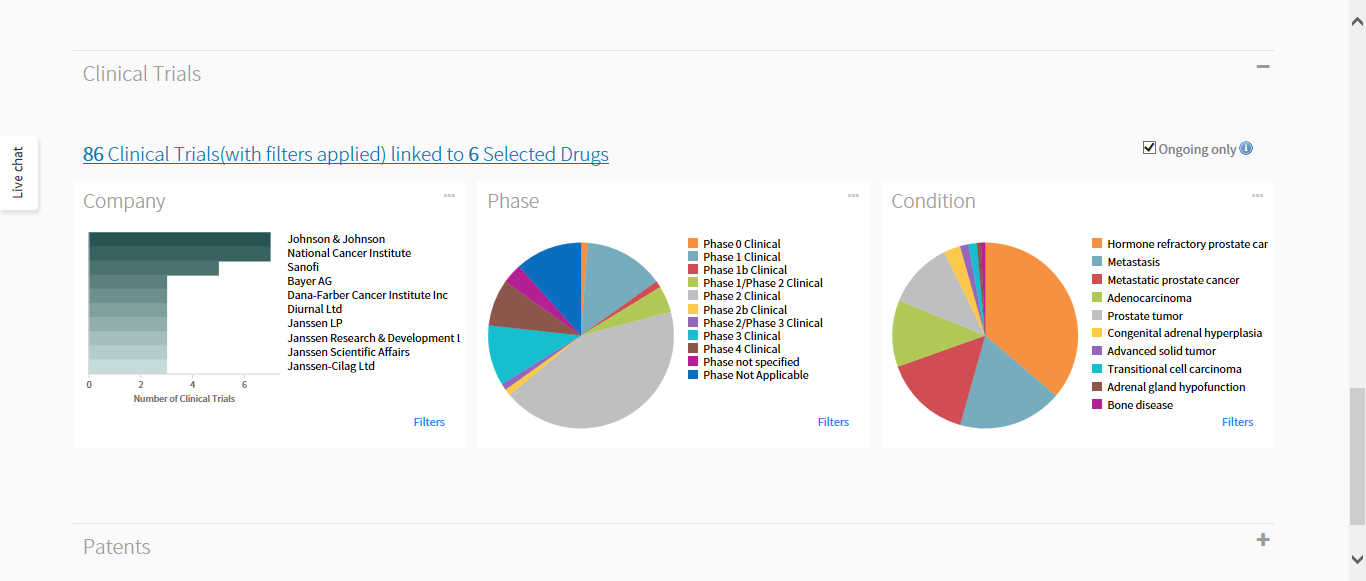 Clinical Trials
Live chat
86 Clinical Trials(with filters applied) linked to 6 Selected Drugs
Ongoing only
Company
Johnson & Johnson
National Cancer Institute
Sanofi
Bayer AG
Dana-Farber Cancer Institute Inc
Diurnal Ltd
Janssen LP
Janssen Research & Development L
Janssen Scientific Affairs
Janssen-Cilag Ltd
0 2 4 6
Number of Clinical Trials
Filters
Phase
Phase 0 Clinical
Phase 1 Clinical
Phase 1b Clinical
Phase 1/Phase 2 Clinical
Phase 2 Clinical
Phase 2b Clinical
Phase 2/Phase 3 Clinical
Phase 3 Clinical
Phase 4 Clinical
Phase not specified
Phase Not Applicable
Filters
Condition
Hormone refractory prostate car
Metastasis
Metastatic prostate cancer
Adenocarcinoma
Prostate tumor
Congenital adrenal hyperplasia
Advanced solid tumor
Transitional cell carcinoma
Adrenal gland hypofunction
Bone disease
Filters
Patents